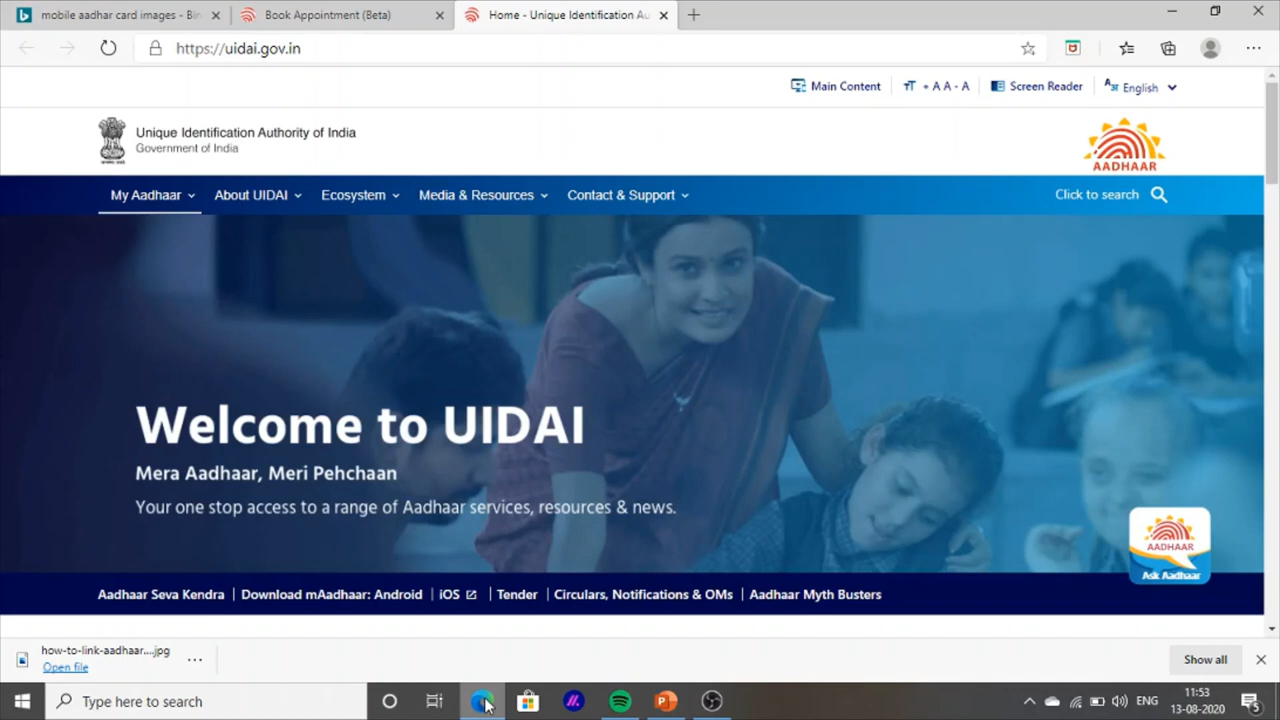 mobile aadhar card images - Bin
Book Appointment (Beta)
Home - Unique Identification Au
https://uidai.gov.in
Main Content
TT + A A - A
Screen Reader
English
Unique Identification Authority of India
Government of India
AADHAAR
My Aadhaar
About UIDAI
Ecosystem
Media & Resources
Contact & Support
Click to search
Welcome to UIDAI
Mera Aadhaar, Meri Pehchaan
Your one stop access to a range of Aadhaar services, resources & news.
AADHAAR
Ask Aadhaar
Aadhaar Seva Kendra | Download mAadhaar: Android | iOS | Tender | Circulars, Notifications & OMs | Aadhaar Myth Busters
how-to-link-aadhaar....jpg
Open file
Show all
Type here to search
ENG
11:53
13-08-2020
5